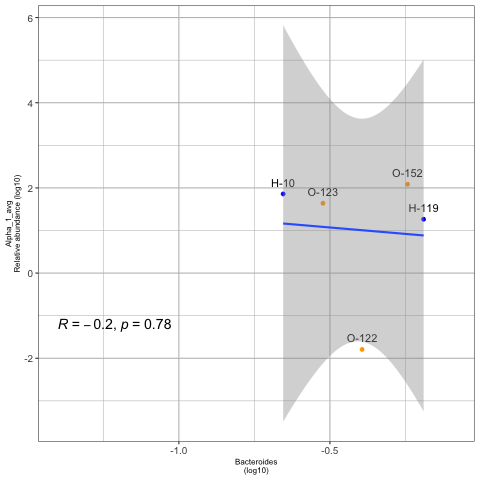 6
4
2
0
-2
H-10
O-123
O-152
H-119
O-122
R = −0.2, p = 0.78
-1.0
-0.5
Bacteroides
(log10)
Alpha_1_avg
Relative abundance (log10)